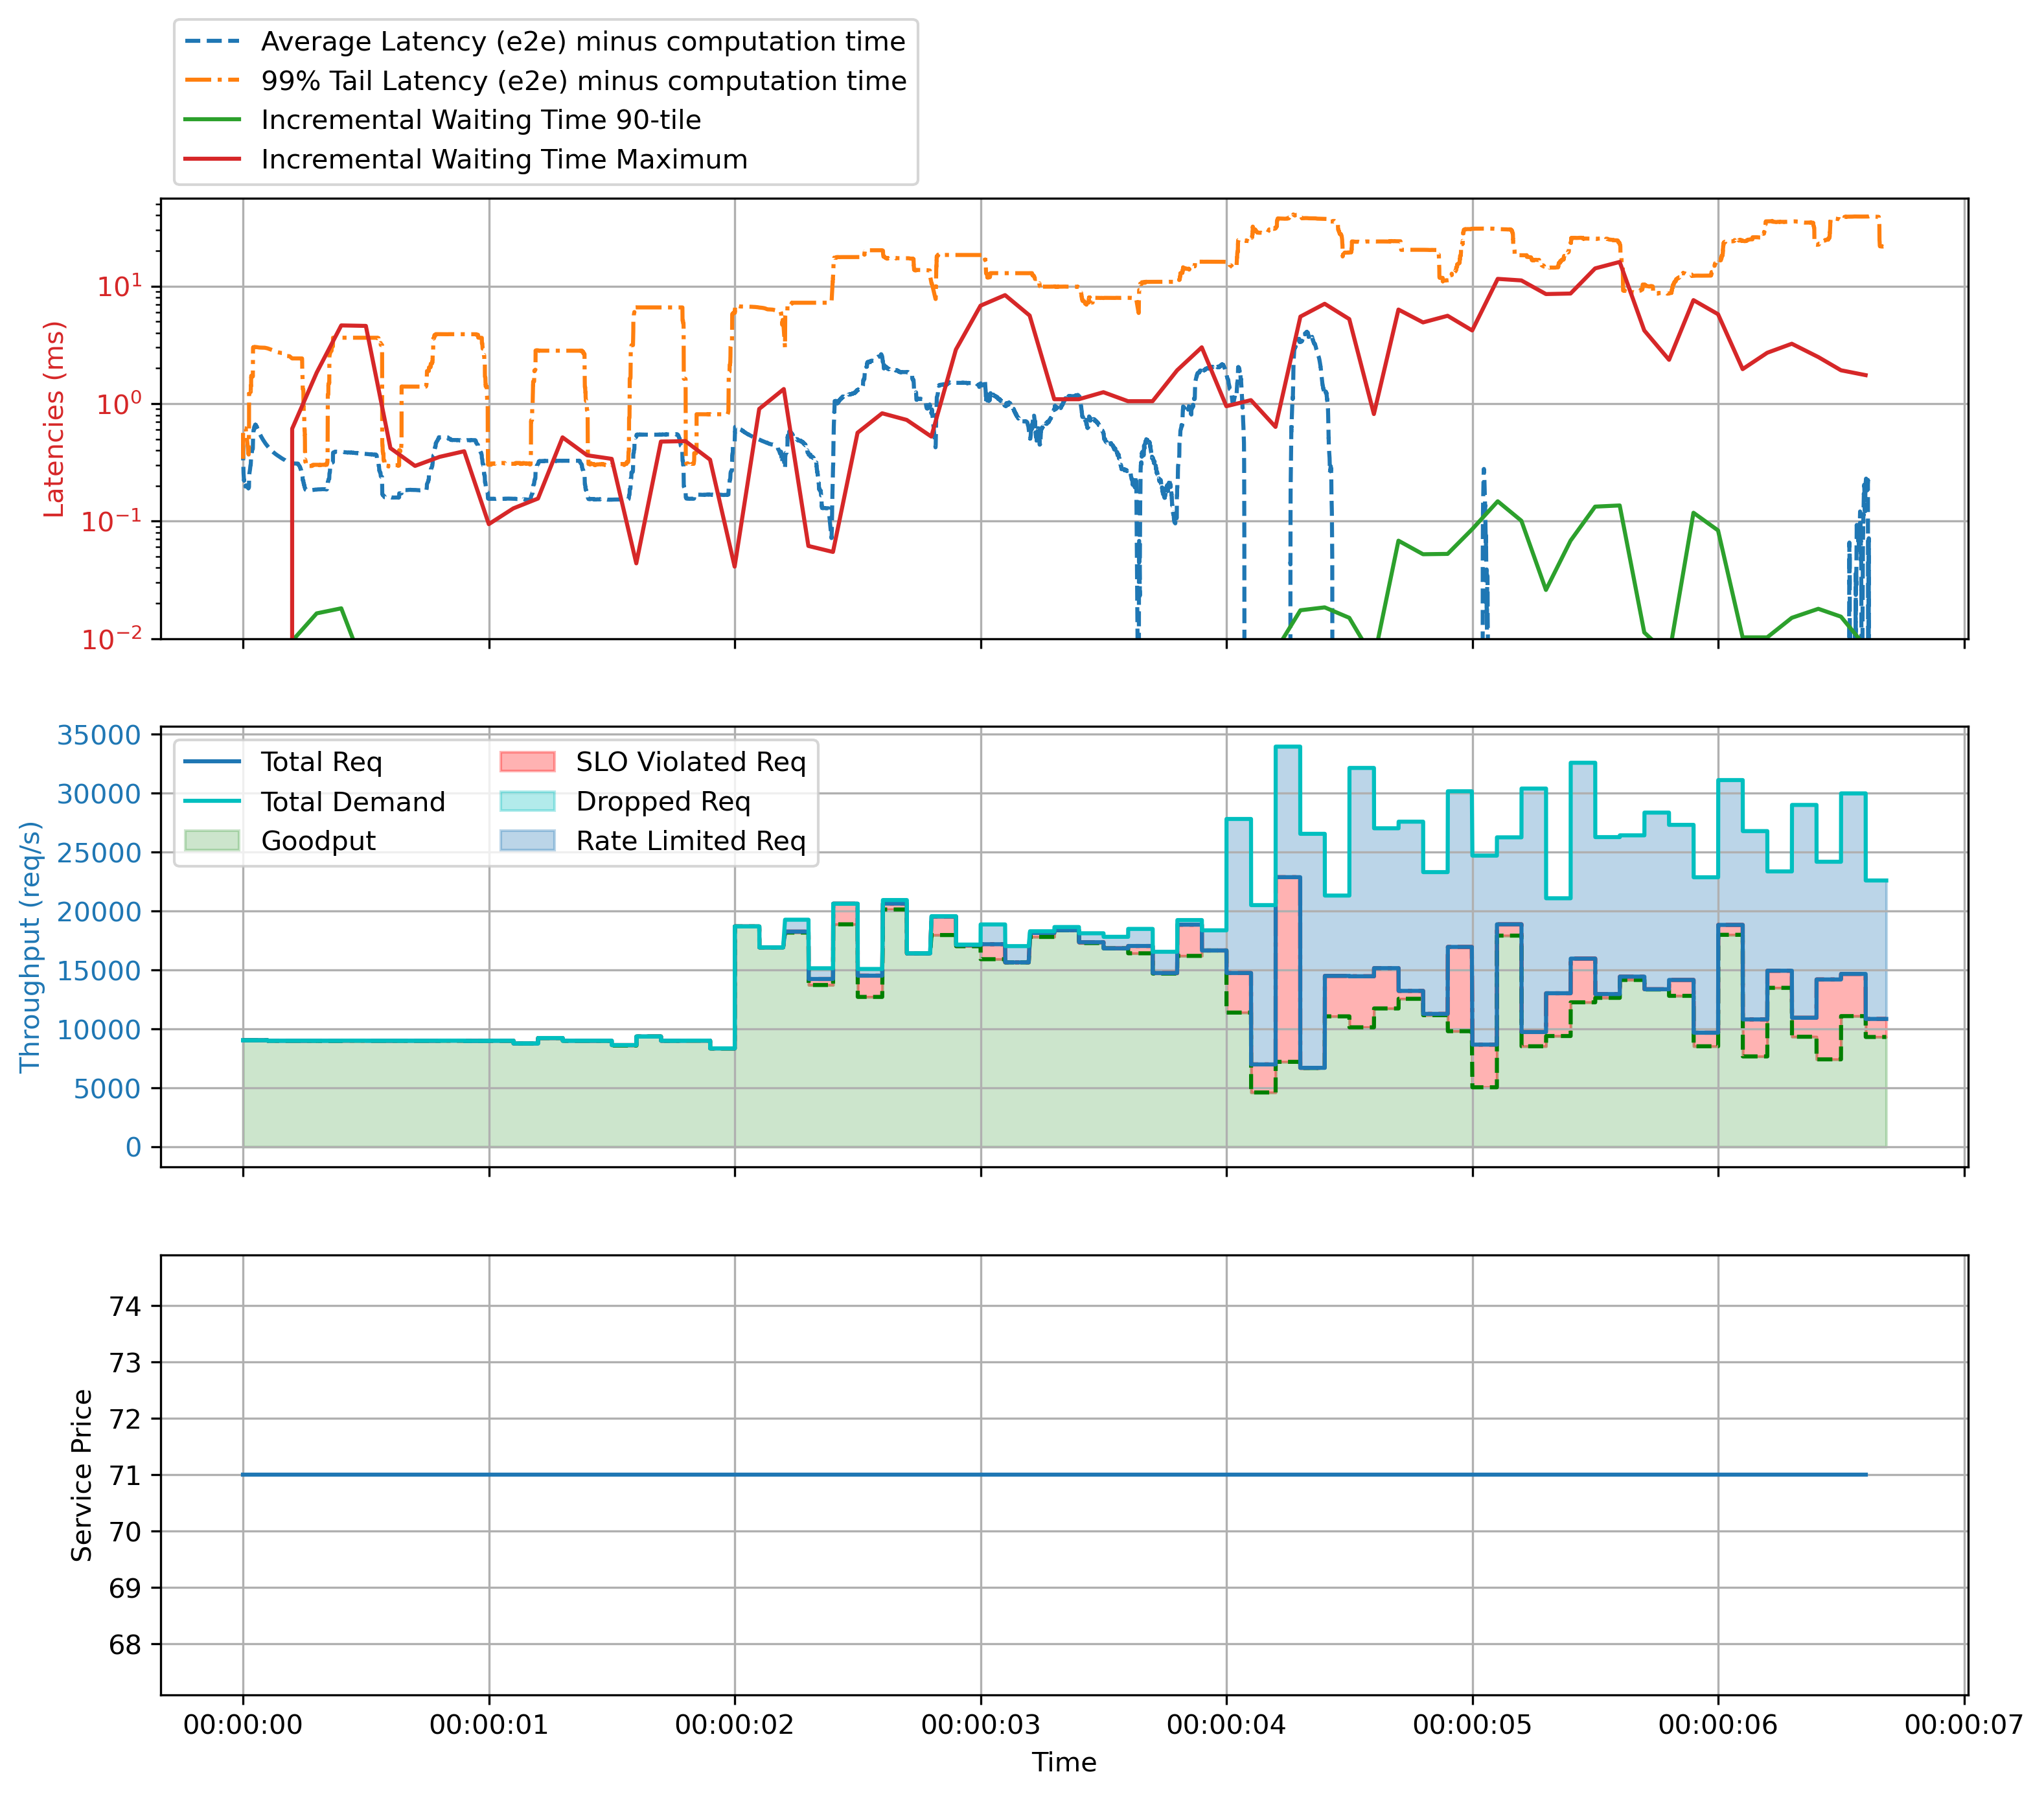 Average Latency (e2e) minus computation time
99% Tail Latency (e2e) minus computation time
Incremental Waiting Time 90-tile
Incremental Waiting Time Maximum
Latencies (ms)
10¹
10⁰
10⁻¹
10⁻²
Throughput (req/s)
35000
30000
25000
20000
15000
10000
5000
0
Total Req
Total Demand
Goodput
SLO Violated Req
Dropped Req
Rate Limited Req
Service Price
74
73
72
71
70
69
68
00:00:00 00:00:01 00:00:02 00:00:03 00:00:04 00:00:05 00:00:06 00:00:07
Time